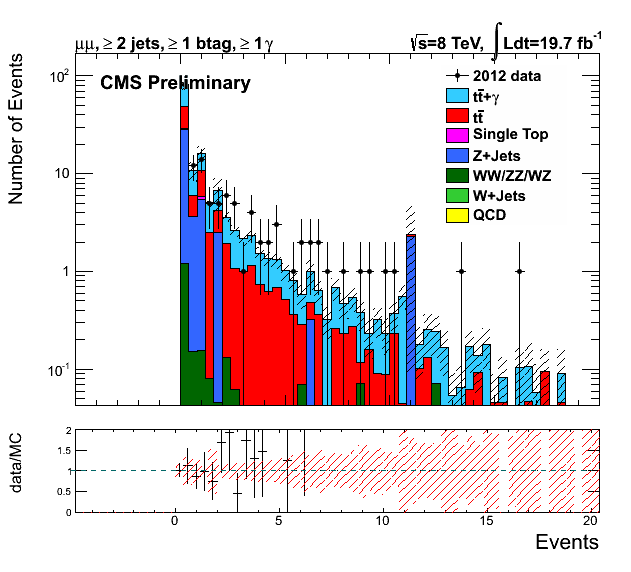 μμ, ≥ 2 jets, ≥ 1 btag, ≥ 1γ
√s=8 TeV, ∫ Ldt=19.7 fb⁻¹
CMS Preliminary
2012 data
tt̄+γ
tt̄
Single Top
Z+Jets
WW/ZZ/WZ
W+Jets
QCD
Number of Events
10²
10
1
10⁻¹
data/MC
2
1.5
1
0.5
0
0 5 10 15 20
Events